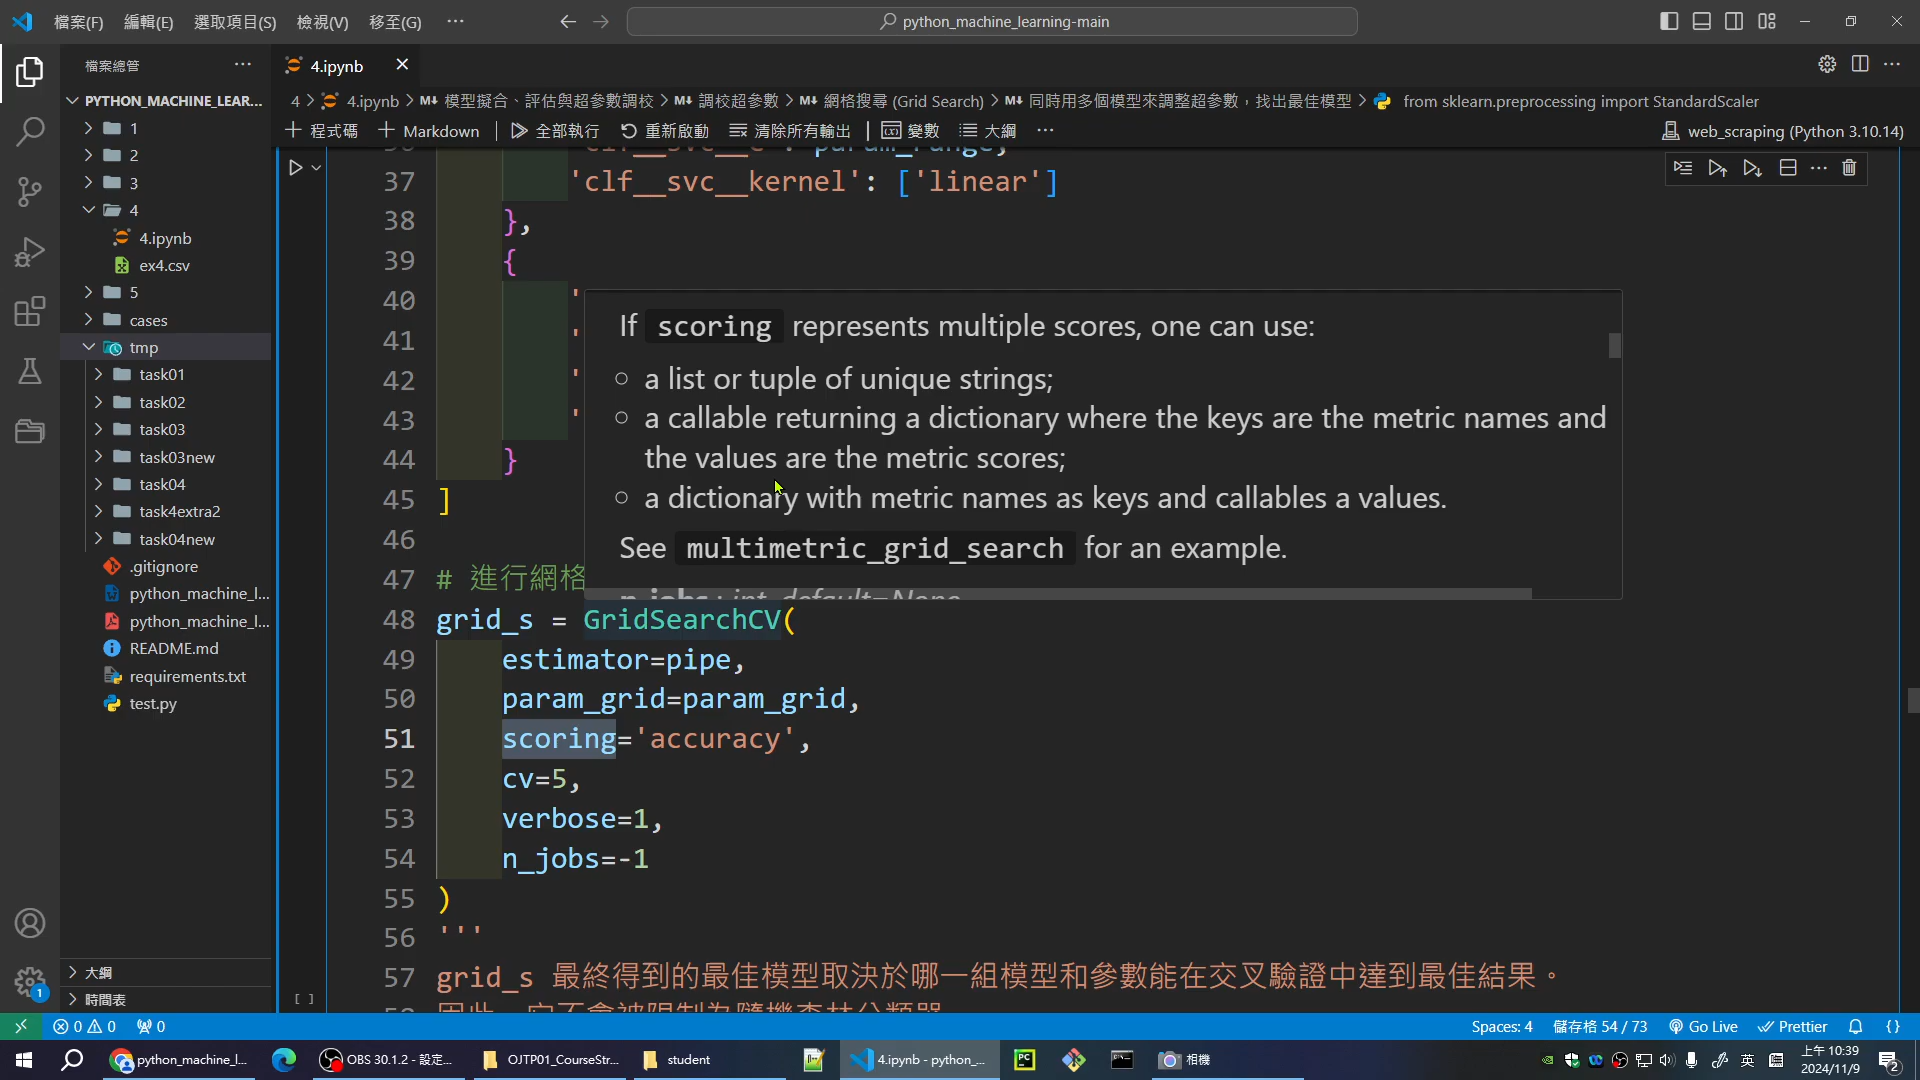 檔案(F) 編輯(E) 選取項目(S) 檢視(V) 移至(G) ··· python_machine_learning-main
檔案總管 ···
PYTHON_MACHINE_LEAR...
1
2
3
4
4.ipynb
ex4.csv
5
cases
tmp
task01
task02
task03
task03new
task04
task4extra2
task04new
.gitignore
python_machine_l...
python_machine_l...
README.md
requirements.txt
test.py
大綱
時間表
4.ipynb
4 > 4.ipynb > M↓ 模型擬合、評估與超參數調校 > M↓ 調校超參數 > M↓ 網格搜尋 (Grid Search) > M↓ 同時用多個模型來調整超參數，找出最佳模型 > from sklearn.preprocessing import StandardScaler
+ 程式碼 + Markdown 全部執行 重新啟動 清除所有輸出 變數 大綱 ··· web_scraping (Python 3.10.14)
37 'clf__svc__kernel': ['linear']
38 },
39 {
40 '
41 '
42 '
43 '
44 }
45 ]
46
47 # 進行網格
48 grid_s = GridSearchCV(
49 estimator=pipe,
50 param_grid=param_grid,
51 scoring='accuracy',
52 cv=5,
53 verbose=1,
54 n_jobs=-1
55 )
56 '''
57 grid_s 最終得到的最佳模型取決於哪一組模型和參數能在交叉驗證中達到最佳結果。
If scoring represents multiple scores, one can use:
a list or tuple of unique strings;
a callable returning a dictionary where the keys are the metric names and
the values are the metric scores;
a dictionary with metric names as keys and callables a values.
See multimetric_grid_search for an example.
n_jobs : int, default=None
[ ]
0 0 0 Spaces: 4 儲存格 54 / 73 Go Live Prettier {}
1
python_machine_l... OBS 30.1.2 - 設定... OJTP01_CourseStr... student 4.ipynb - python_... PC 相機 英 上午 10:39
2024/11/9 2